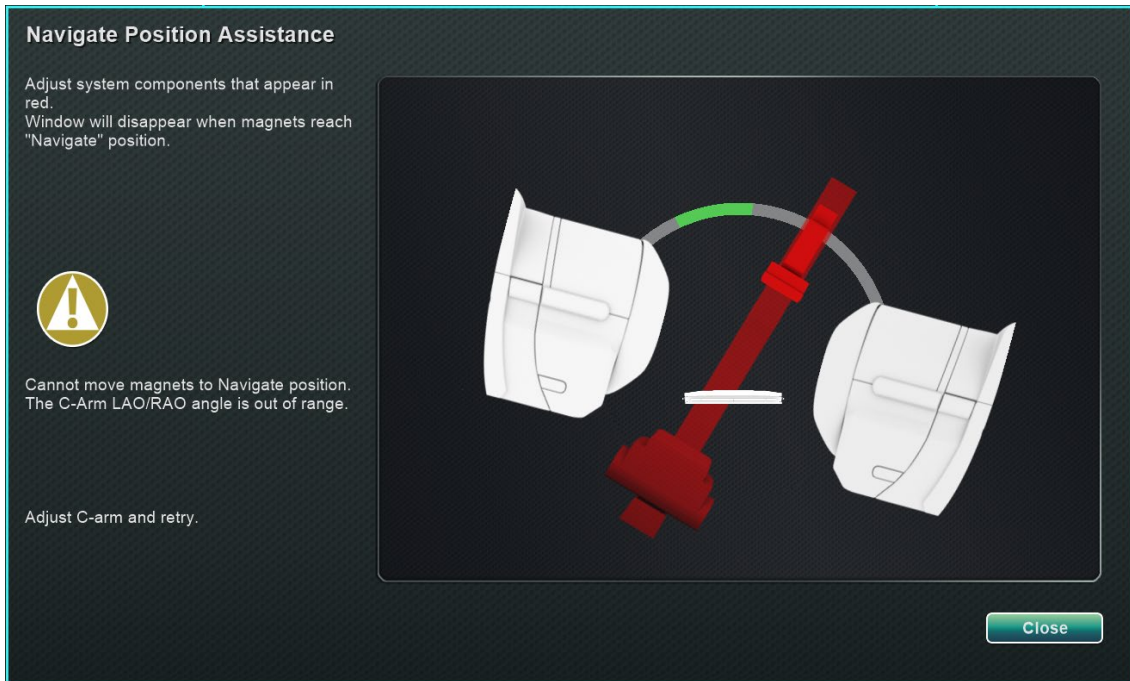 Navigate Position Assistance
Adjust system components that appear in
red.
Window will disappear when magnets reach
"Navigate" position.
Cannot move magnets to Navigate position.
The C-Arm LAO/RAO angle is out of range.
Adjust C-arm and retry.
Close